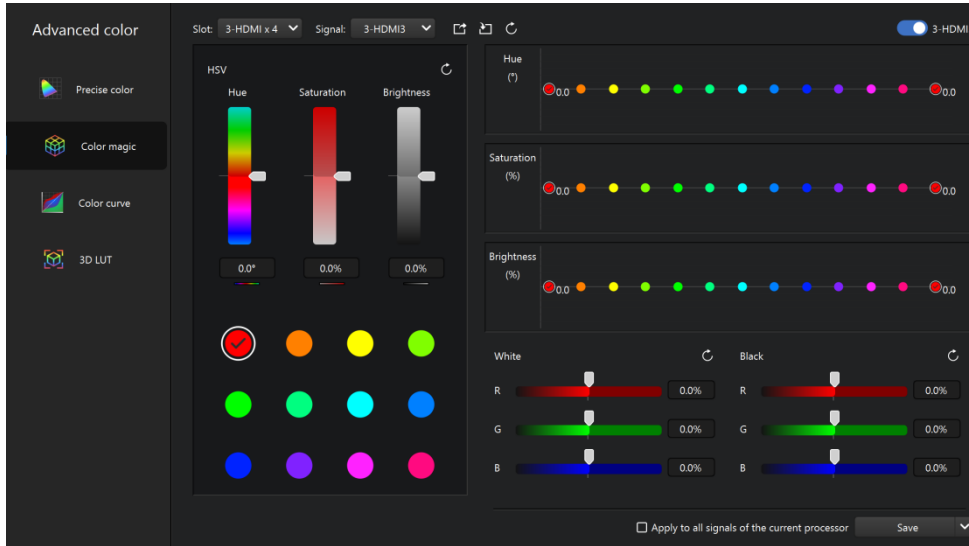 Advanced color
Precise color
Color magic
Color curve
3D LUT
Slot: 3-HDMI x 4 Signal: 3-HDMI3
3-HDMI
HSV
Hue Saturation Brightness
0.0° 0.0% 0.0%
Hue
(°)
0.0 0.0
Saturation
(%)
0.0 0.0
Brightness
(%)
0.0 0.0
White
R 0.0%
G 0.0%
B 0.0%
Black
R 0.0%
G 0.0%
B 0.0%
Apply to all signals of the current processor Save